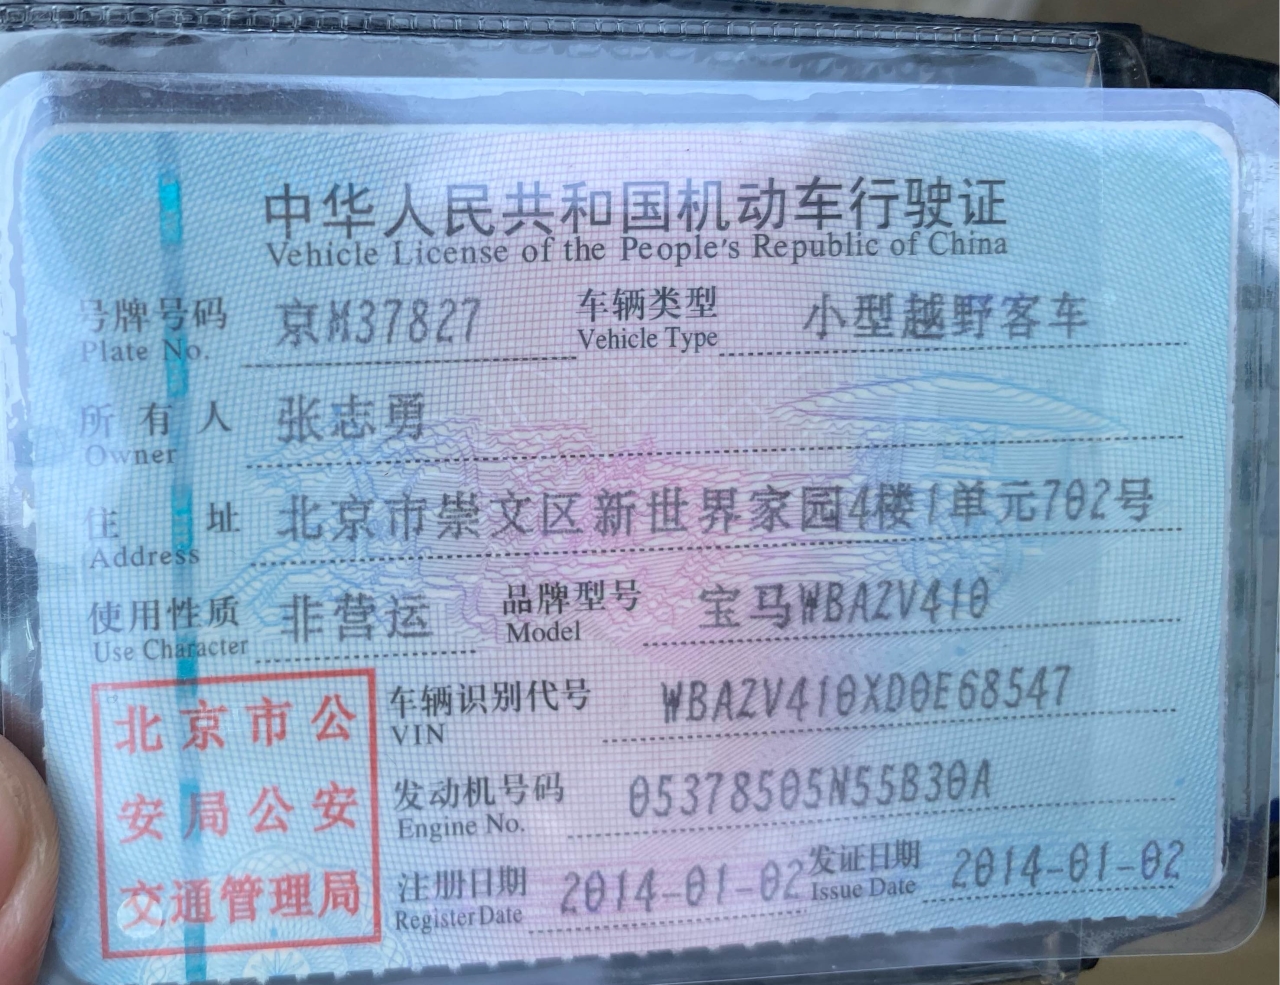 中华人民共和国机动车行驶证
Vehicle License of the People's Republic of China
号牌号码 京M37827 车辆类型 小型越野客车
Plate No. Vehicle Type
所有人 张志勇
Owner
住址 北京市崇文区新世界家园4楼1单元702号
Address
使用性质 非营运 品牌型号 宝马WBAZV410
Use Character Model
北京市公安局公安交通管理局
车辆识别代号 WBAZV410XD0E68547
VIN
发动机号码 05378505N55B30A
Engine No.
注册日期 2014-01-02 发证日期 2014-01-02
Register Date Issue Date